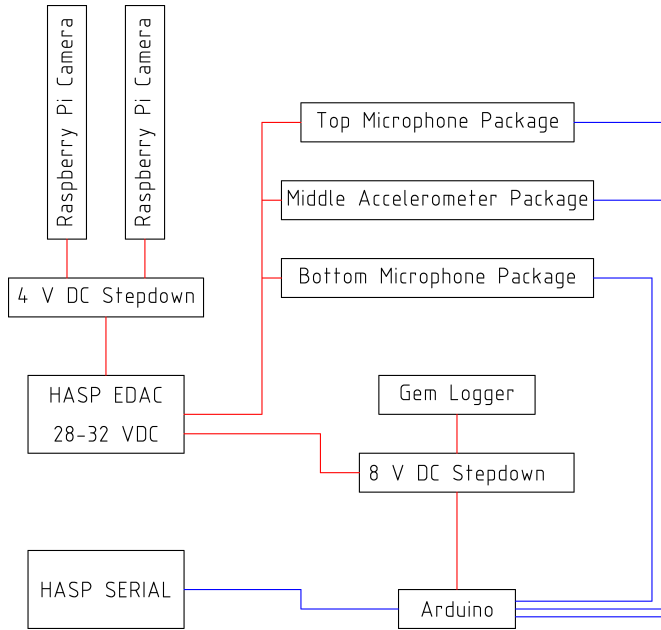 Raspberry Pi Camera
Raspberry Pi Camera
Top Microphone Package
Middle Accelerometer Package
Bottom Microphone Package
4 V DC Stepdown
HASP EDAC
28-32 VDC
Gem Logger
8 V DC Stepdown
HASP SERIAL
Arduino